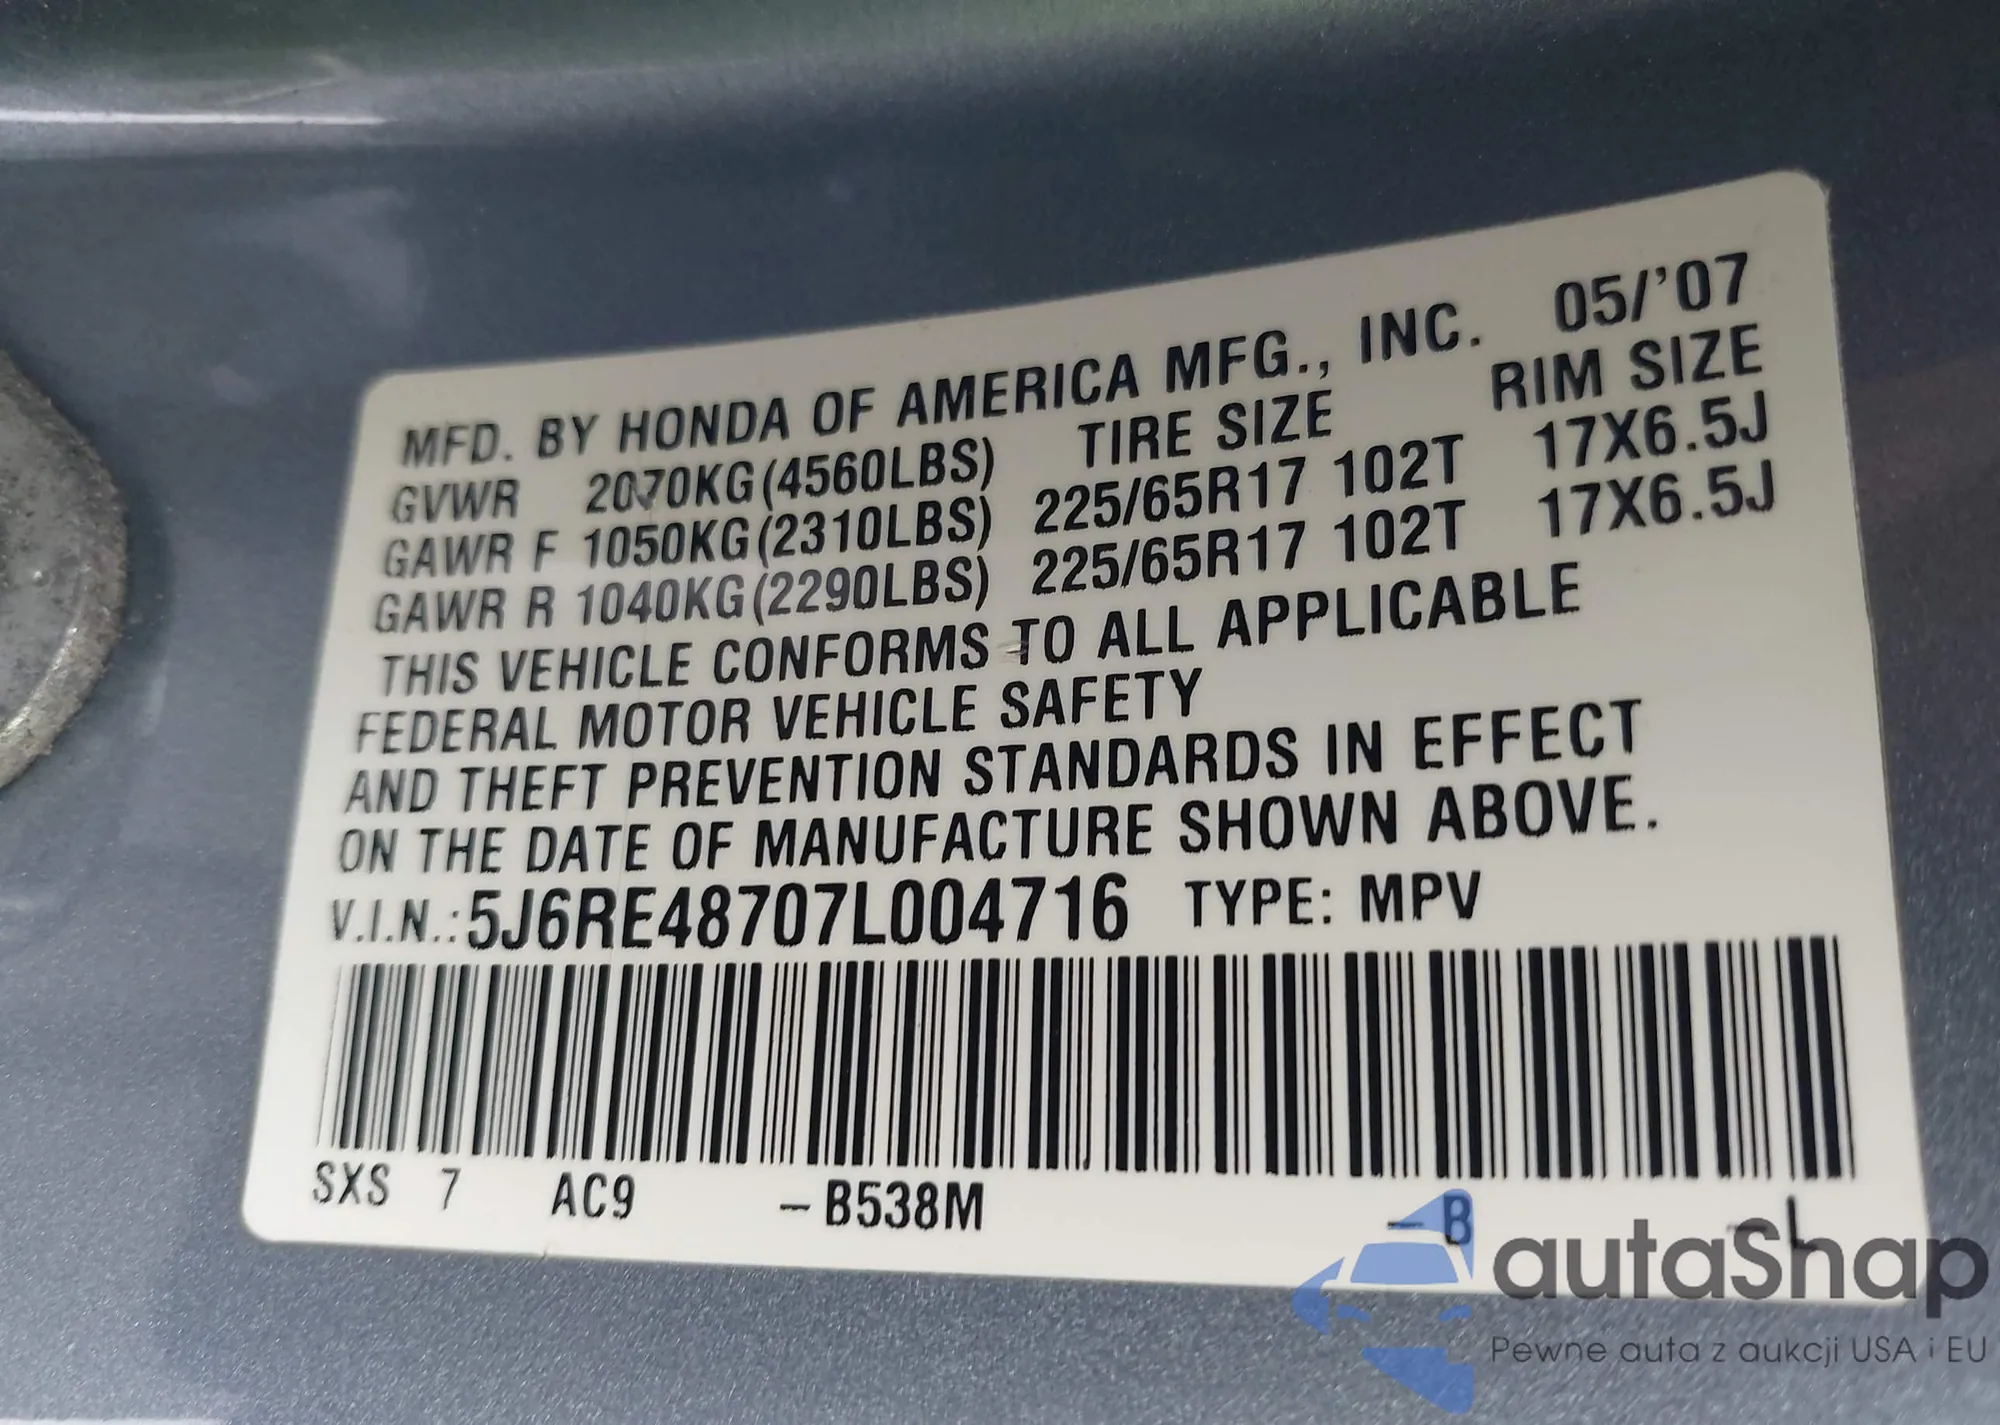 MFD. BY HONDA OF AMERICA MFG., INC. 05/'07
TIRE SIZE RIM SIZE
GVWR 2070KG(4560LBS)
GAWR F 1050KG(2310LBS) 225/65R17 102T 17X6.5J
GAWR R 1040KG(2290LBS) 225/65R17 102T 17X6.5J
THIS VEHICLE CONFORMS TO ALL APPLICABLE
FEDERAL MOTOR VEHICLE SAFETY
AND THEFT PREVENTION STANDARDS IN EFFECT
ON THE DATE OF MANUFACTURE SHOWN ABOVE.
V.I.N.:5J6RE48707L004716 TYPE: MPV
SXS 7 AC9 -B538M -B -L
autaSnap
Pewne auta z aukcji USA i EU